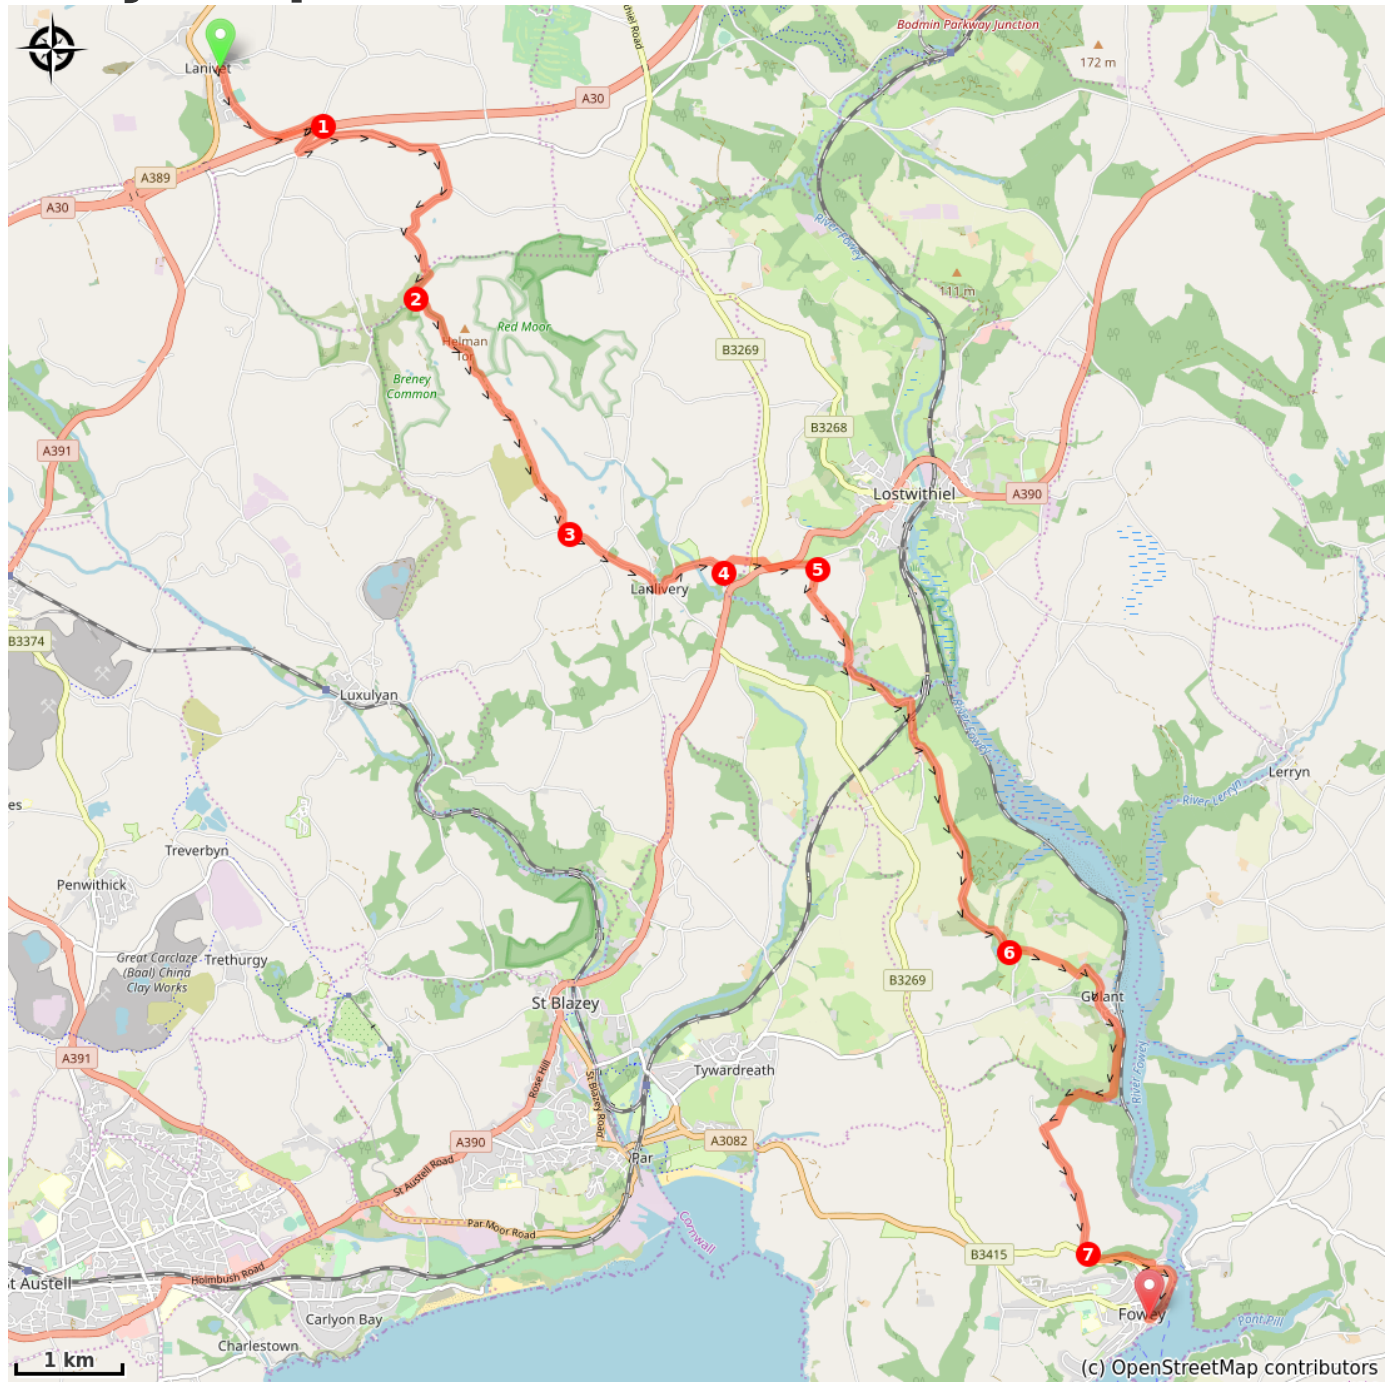 Bodmin Parkway Junction
172 m
Lanivet
A30
1
A389
A30
River Fowey
111 m
2
Red Moor
Helman
Tor
B3269
Breney
Common
B3268
A391
Lostwithiel
A390
3
4
5
Lanlivery
B3374
Luxulyan
River Fowey
Lerryn
River Lerryn
es
Treverbyn
Penwithick
6
Great Carclaze
(Baal) China
Clay Works
Trethurgy
B3269
St Blazey
Golant
A391
Rose Hill
St Blazey Road
Tywardreath
River Fowey
A390
A3082
Par
St Austell Road
Par Moor Road
Cornwall
B3415
7
Holmbush Road
t Austell
Carlyon Bay
Fowey
Pont Pill
Charlestown
1 km
(c) OpenStreetMap contributors